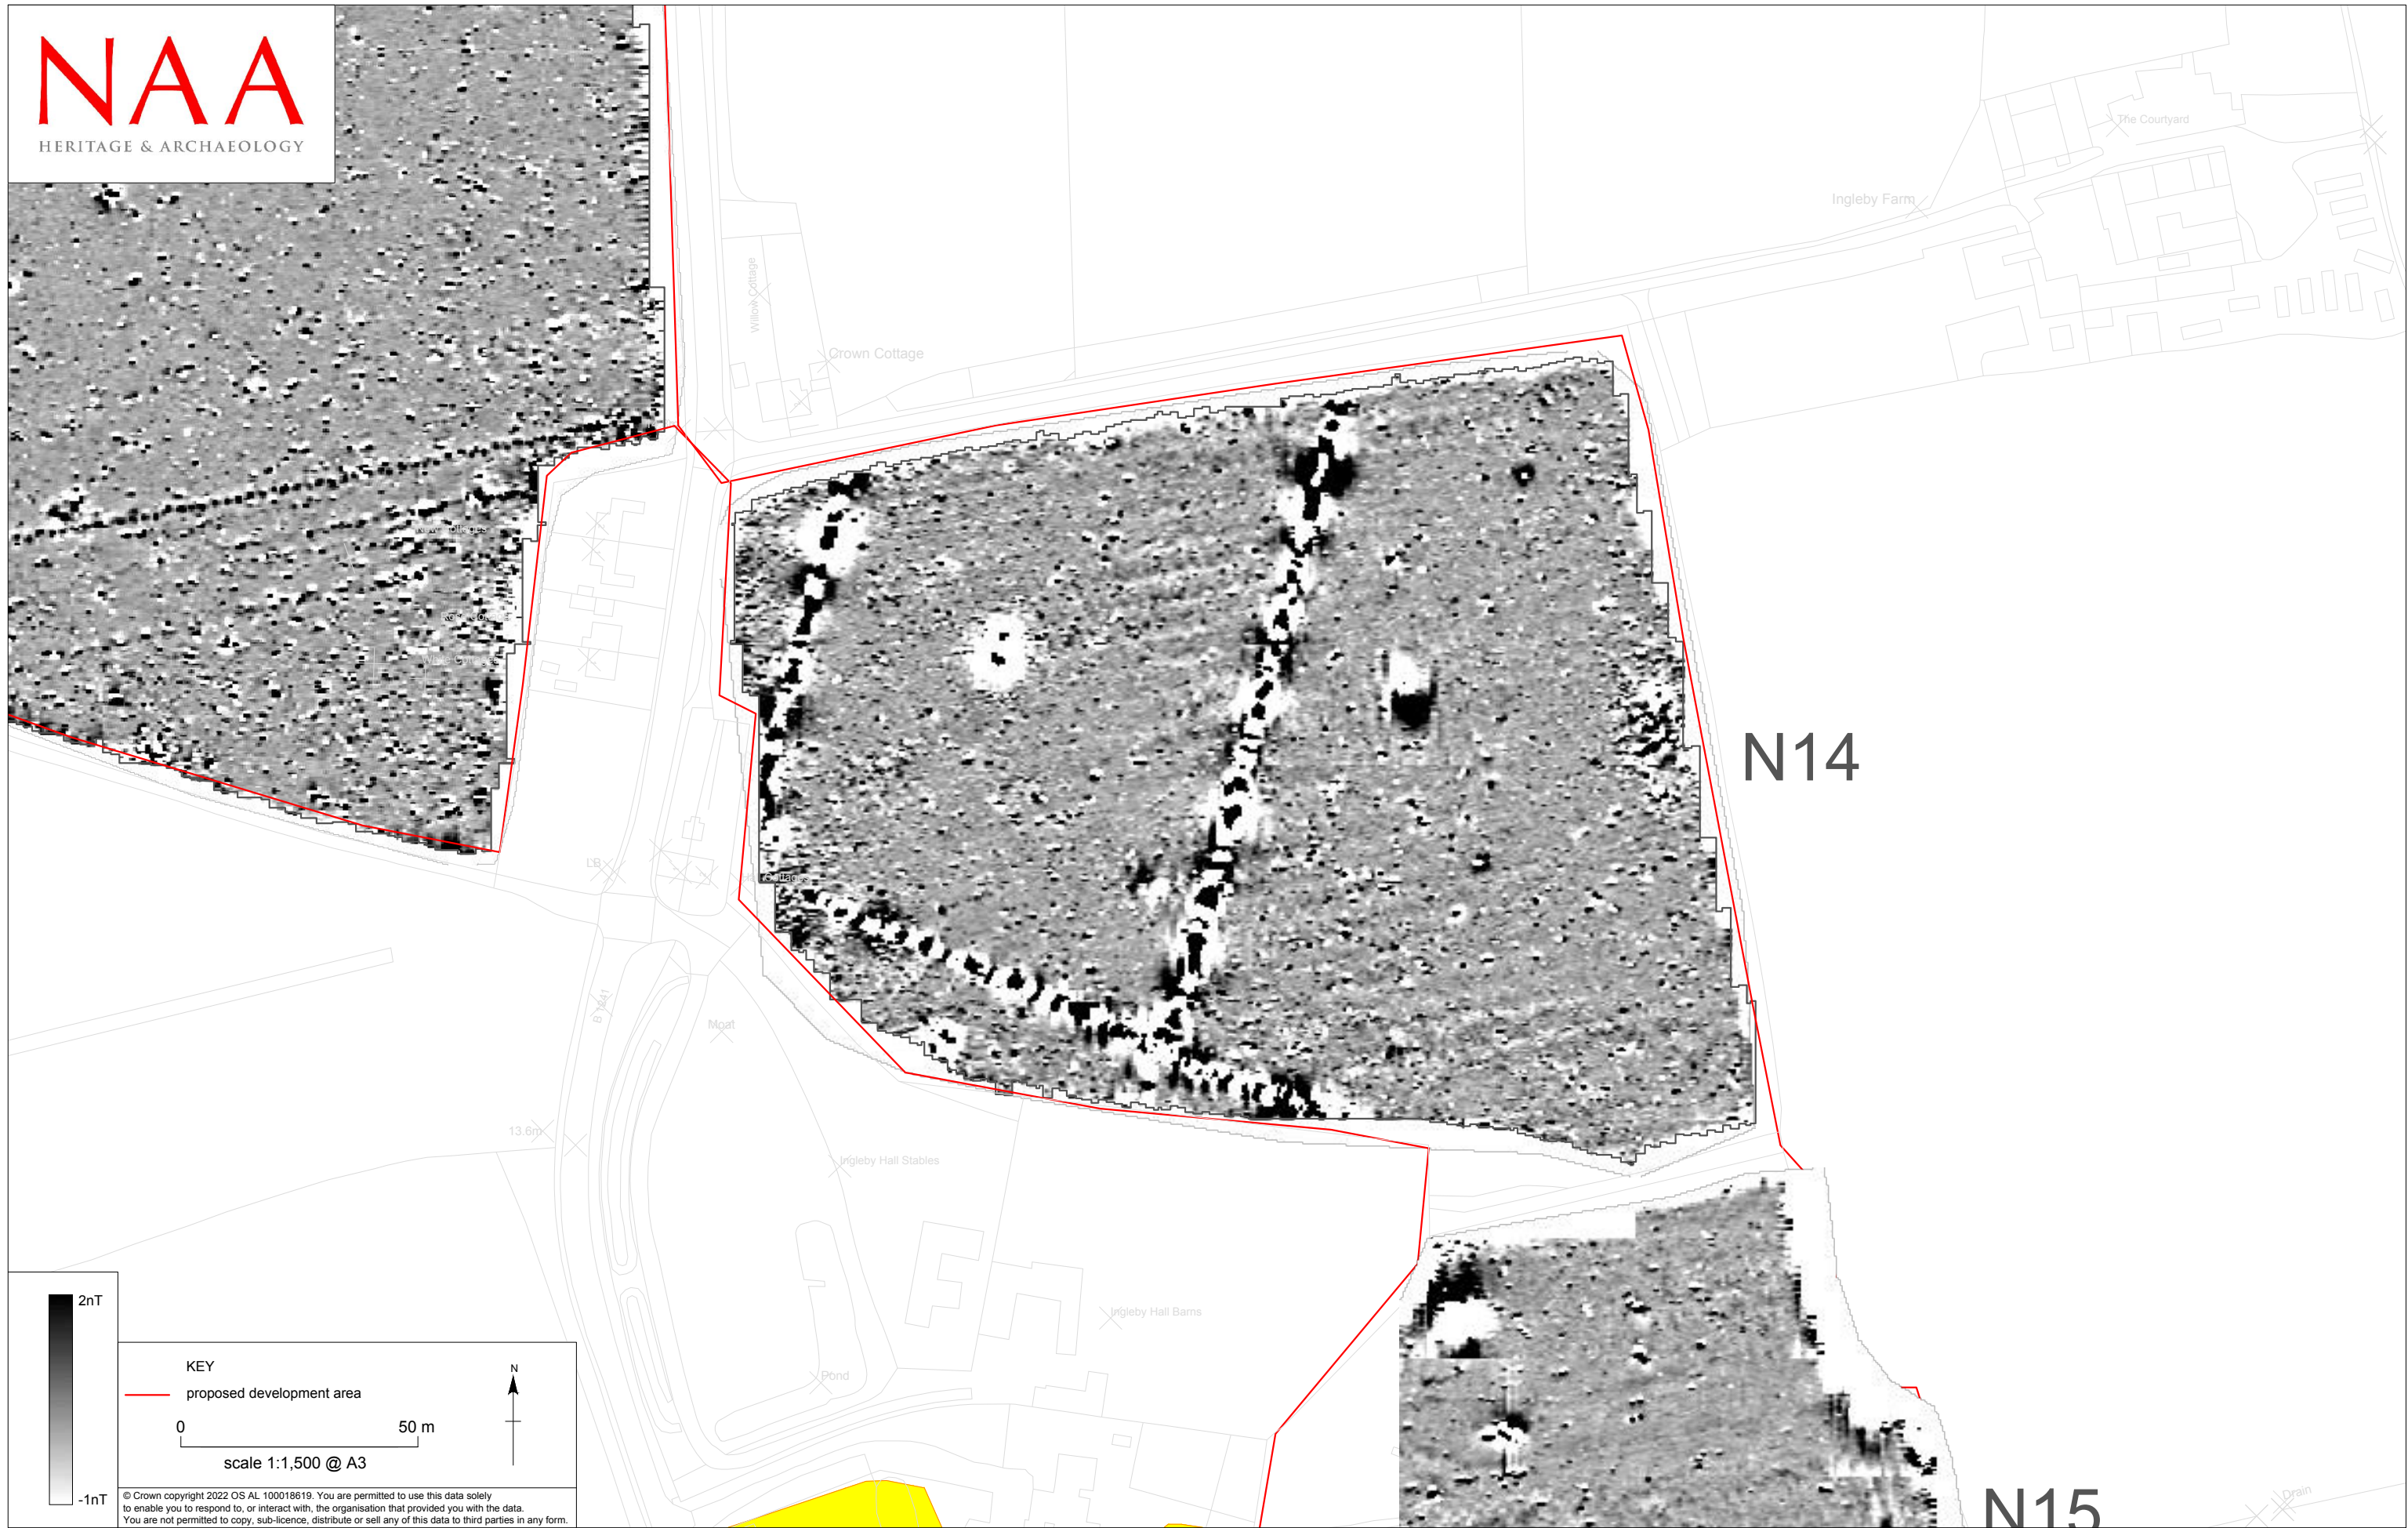 NAA
HERITAGE & ARCHAEOLOGY
The Courtyard
Ingleby Farm
Willow Cottage
Crown Cottage
N14
LB
Cottages
Moat
13.6m
Ingleby Hall Stables
Ingleby Hall Barns
Pond
N15
Drain
2nT
-1nT
KEY
proposed development area
N
0
50 m
scale 1:1,500 @ A3
© Crown copyright 2022 OS AL 100018619. You are permitted to use this data solely
to enable you to respond to, or interact with, the organisation that provided you with the data.
You are not permitted to copy, sub-licence, distribute or sell any of this data to third parties in any form.